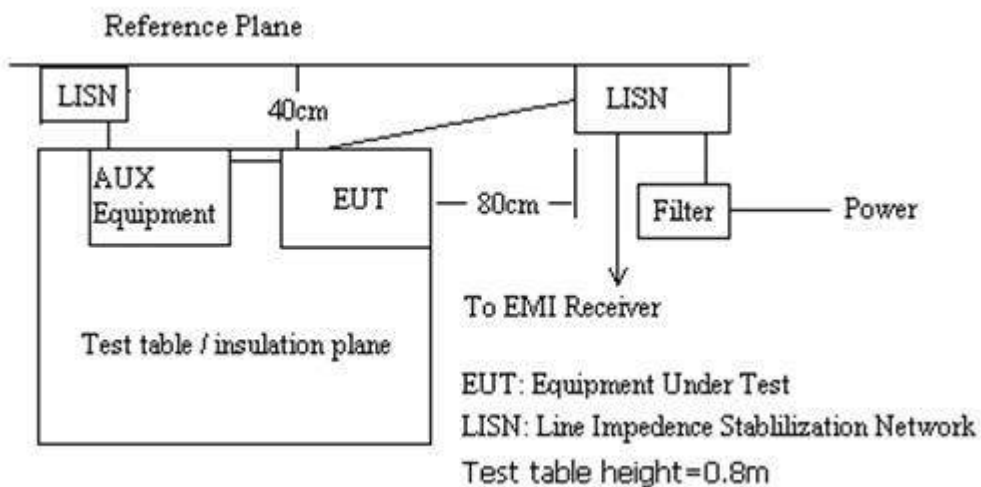 Reference Plane
LISN
40cm
LISN
AUX
Equipment
EUT
80cm
Filter
Power
To EMI Receiver
Test table / insulation plane
EUT: Equipment Under Test
LISN: Line Impedence Stablilization Network
Test table height=0.8m